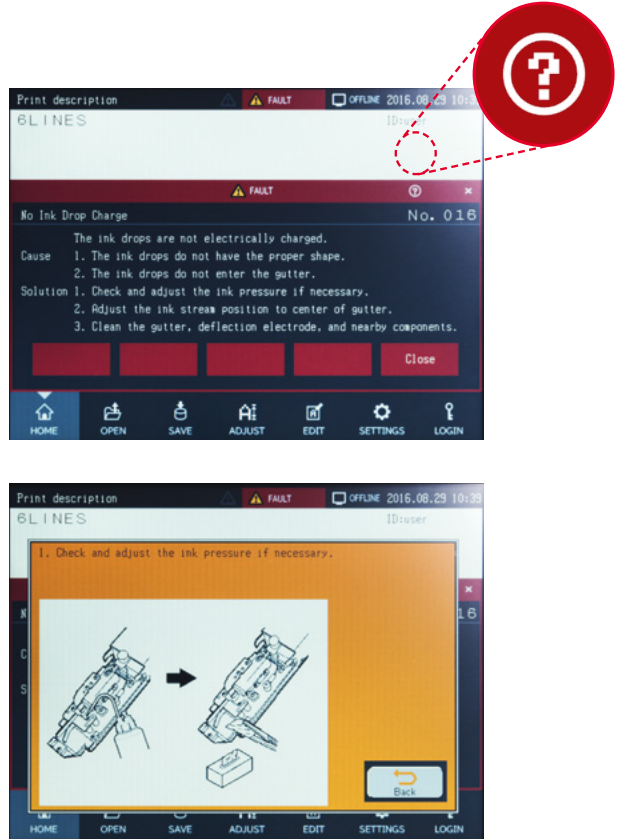 ?
Print description FAULT OFFLINE 2016.08.29 10:3
6LINES ID:user
FAULT ? ×
No Ink Drop Charge No. 016
The ink drops are not electrically charged.
Cause 1. The ink drops do not have the proper shape.
2. The ink drops do not enter the gutter.
Solution 1. Check and adjust the ink pressure if necessary.
2. Adjust the ink stream position to center of gutter.
3. Clean the gutter, deflection electrode, and nearby components.
Close
HOME OPEN SAVE ADJUST EDIT SETTINGS LOGIN
Print description FAULT OFFLINE 2016.08.29 10:39
6LINES ID:user
1. Check and adjust the ink pressure if necessary.
×
N 16
C
S
Back
HOME OPEN SAVE ADJUST EDIT SETTINGS LOGIN